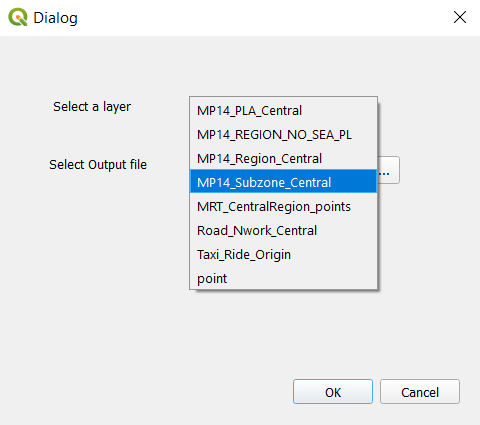 Dialog
Select a layer
MP14_PLA_Central
MP14_REGION_NO_SEA_PL
MP14_Region_Central
Select Output file
MP14_Subzone_Central
...
MRT_CentralRegion_points
Road_Nwork_Central
Taxi_Ride_Origin
point
OK
Cancel